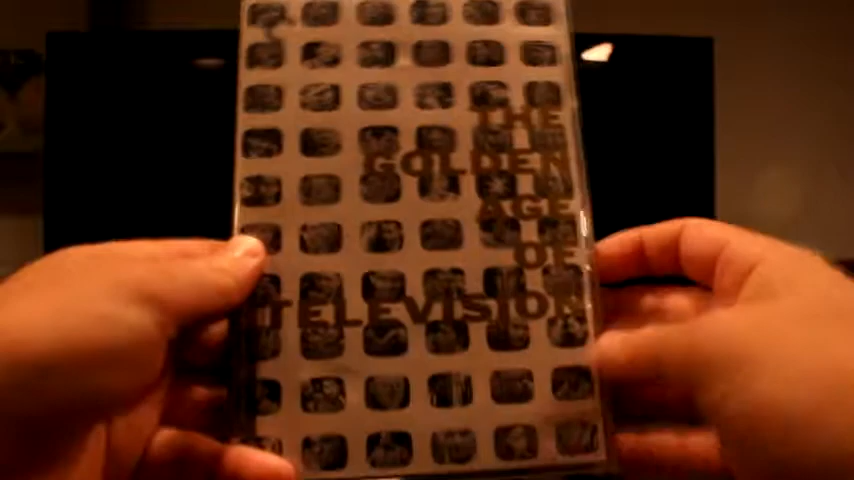 THE
GOLDEN
AGE
OF
TELEVISION